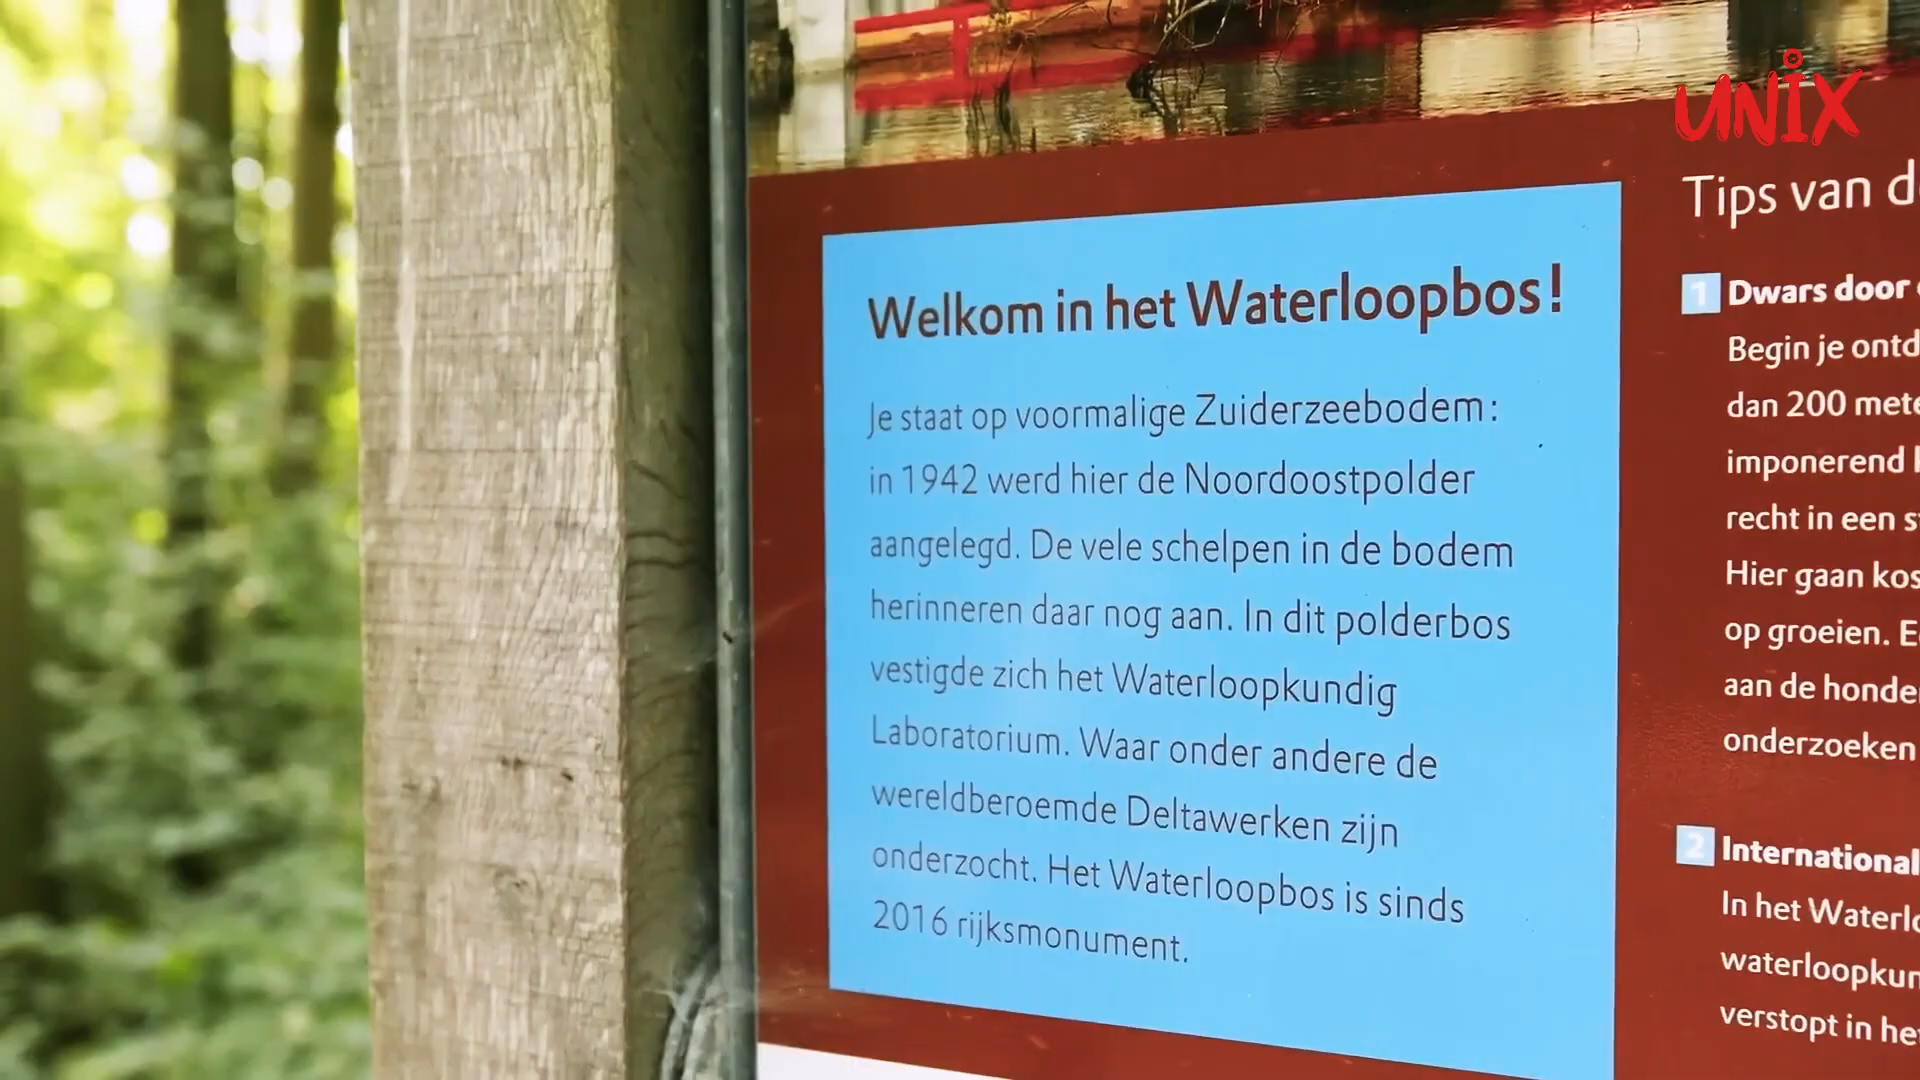 UNiX
Welkom in het Waterloopbos!
Je staat op voormalige Zuiderzeebodem:
in 1942 werd hier de Noordoostpolder
aangelegd. De vele schelpen in de bodem
herinneren daar nog aan. In dit polderbos
vestigde zich het Waterloopkundig
Laboratorium. Waar onder andere de
wereldberoemde Deltawerken zijn
onderzocht. Het Waterloopbos is sinds
2016 rijksmonument.
Tips van d
1 Dwars door
Begin je ontd
dan 200 mete
imponerend
recht in een s
Hier gaan kos
op groeien. E
aan de honde
onderzoeken
2 International
In het Waterlo
waterloopkun
verstopt in het